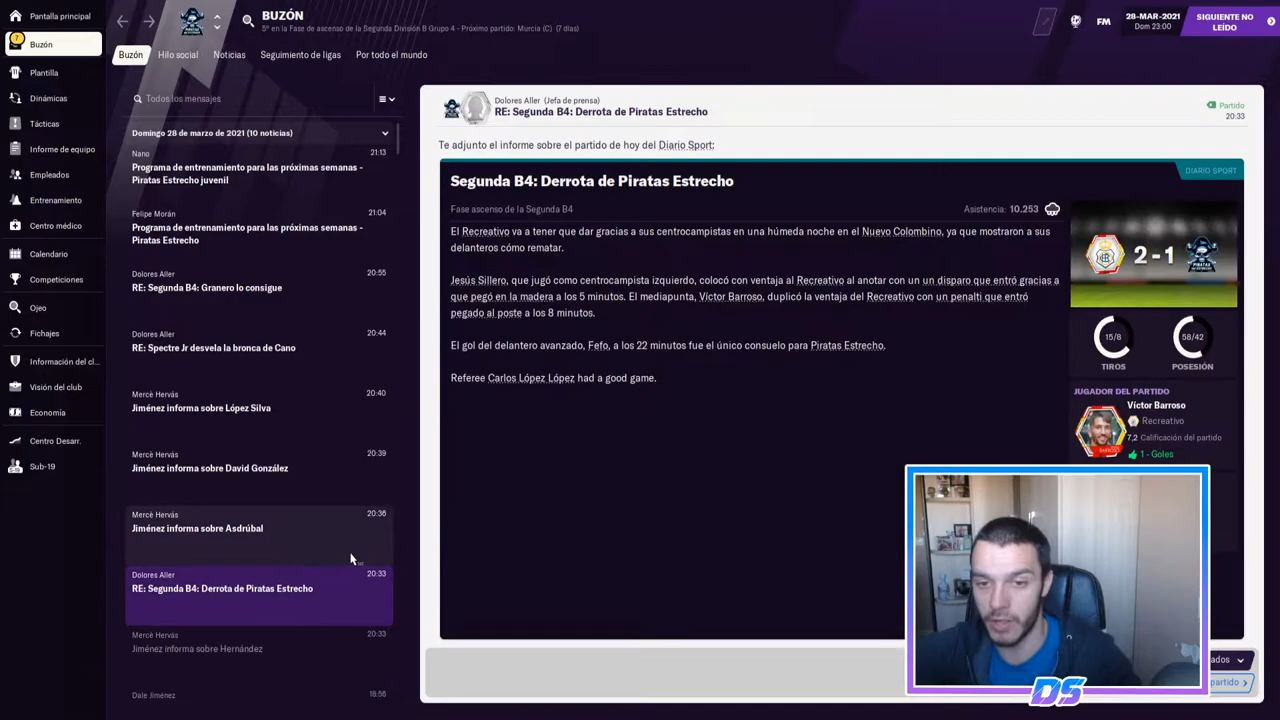 Pantalla principal
Buzón
7
Plantilla
Dinámicas
Tácticas
Informe de equipo
Empleados
Entrenamiento
Centro médico
Calendario
Competiciones
Ojeo
Fichajes
Información del cl...
Visión del club
Economía
Centro Desarr.
Sub-19
BUZÓN
5º en la Fase de ascenso de la Segunda División B Grupo 4 - Próximo partido: Murcia (C) (7 días)
FM
28-MAR-2021
Dom 23:00
SIGUIENTE NO LEÍDO
Buzón
Hilo social
Noticias
Seguimiento de ligas
Por todo el mundo
Todos los mensajes
Domingo 28 de marzo de 2021 (10 noticias)
Nano 21:13
Programa de entrenamiento para las próximas semanas -
Piratas Estrecho juvenil
Felipe Morán 21:04
Programa de entrenamiento para las próximas semanas -
Piratas Estrecho
Dolores Aller 20:55
RE: Segunda B4: Granero lo consigue
Dolores Aller 20:44
RE: Spectre Jr desvela la bronca de Cano
Mercè Hervás 20:40
Jiménez informa sobre López Silva
Mercè Hervás 20:39
Jiménez informa sobre David González
Mercè Hervás 20:36
Jiménez informa sobre Asdrúbal
Dolores Aller 20:33
RE: Segunda B4: Derrota de Piratas Estrecho
Mercè Hervás 20:33
Jiménez informa sobre Hernández
Dale Jiménez 18:56
Dolores Aller (Jefa de prensa)
RE: Segunda B4: Derrota de Piratas Estrecho
Partido
20:33
Te adjunto el informe sobre el partido de hoy del Diario Sport:
DIARIO SPORT
Segunda B4: Derrota de Piratas Estrecho
Fase ascenso de la Segunda B4
Asistencia: 10.253
El Recreativo va a tener que dar gracias a sus centrocampistas en una húmeda noche en el Nuevo Colombino, ya que mostraron a sus
delanteros cómo rematar.
Jesús Sillero, que jugó como centrocampista izquierdo, colocó con ventaja al Recreativo al anotar con un disparo que entró gracias a
que pegó en la madera a los 5 minutos. El mediapunta, Víctor Barroso, duplicó la ventaja del Recreativo con un penalti que entró
pegado al poste a los 8 minutos.
El gol del delantero avanzado, Fefo, a los 22 minutos fue el único consuelo para Piratas Estrecho.
Referee Carlos López López had a good game.
2 - 1
15/8
TIROS
58/42
POSESIÓN
JUGADOR DEL PARTIDO
Víctor Barroso
Recreativo
7,2 Calificación del partido
1 - Goles
ados
partido
DS